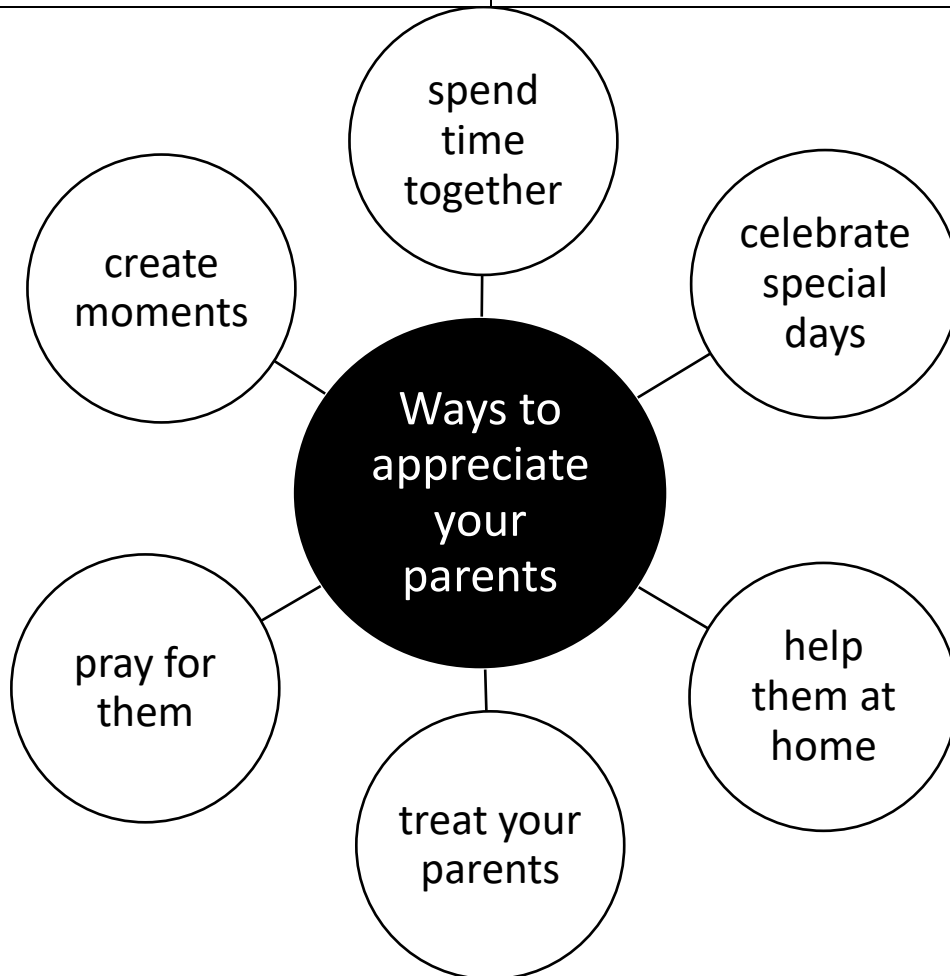 spend
time
together
celebrate
special
days
create
moments
Ways to
appreciate
your
parents
help
them at
home
pray for
them
treat your
parents